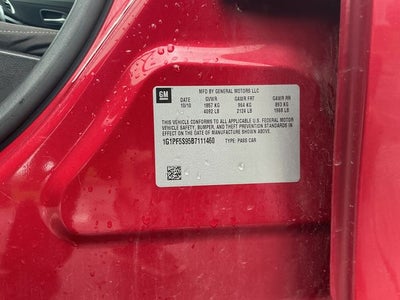 GM
MFD BY GENERAL MOTORS LLC
DATE GVWR GAWR FRT GAWR RR
10/10 1857 KG 964 KG 893 KG
4092 LB 2124 LB 1968 LB
THIS VEHICLE CONFORMS TO ALL APPLICABLE U.S. FEDERAL MOTOR
VEHICLE SAFETY, BUMPER, AND THEFT PREVENTION STANDARDS IN
EFFECT ON THE DATE OF MANUFACTURE SHOWN ABOVE.
1G1PF5S95B7111460 TYPE: PASS CAR